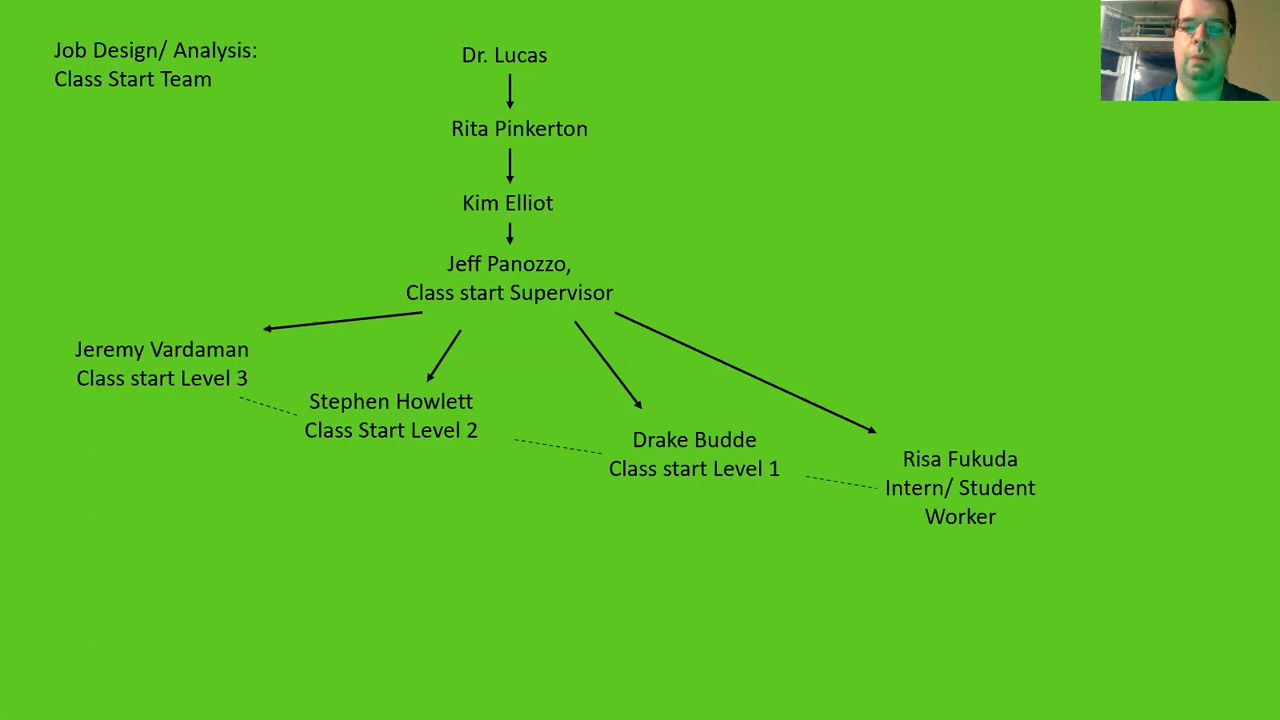 Job Design/ Analysis:
Class Start Team
Dr. Lucas
Rita Pinkerton
Kim Elliot
Jeff Panozzo,
Class start Supervisor
Jeremy Vardaman
Class start Level 3
Stephen Howlett
Class Start Level 2
Drake Budde
Class start Level 1
Risa Fukuda
Intern/ Student
Worker